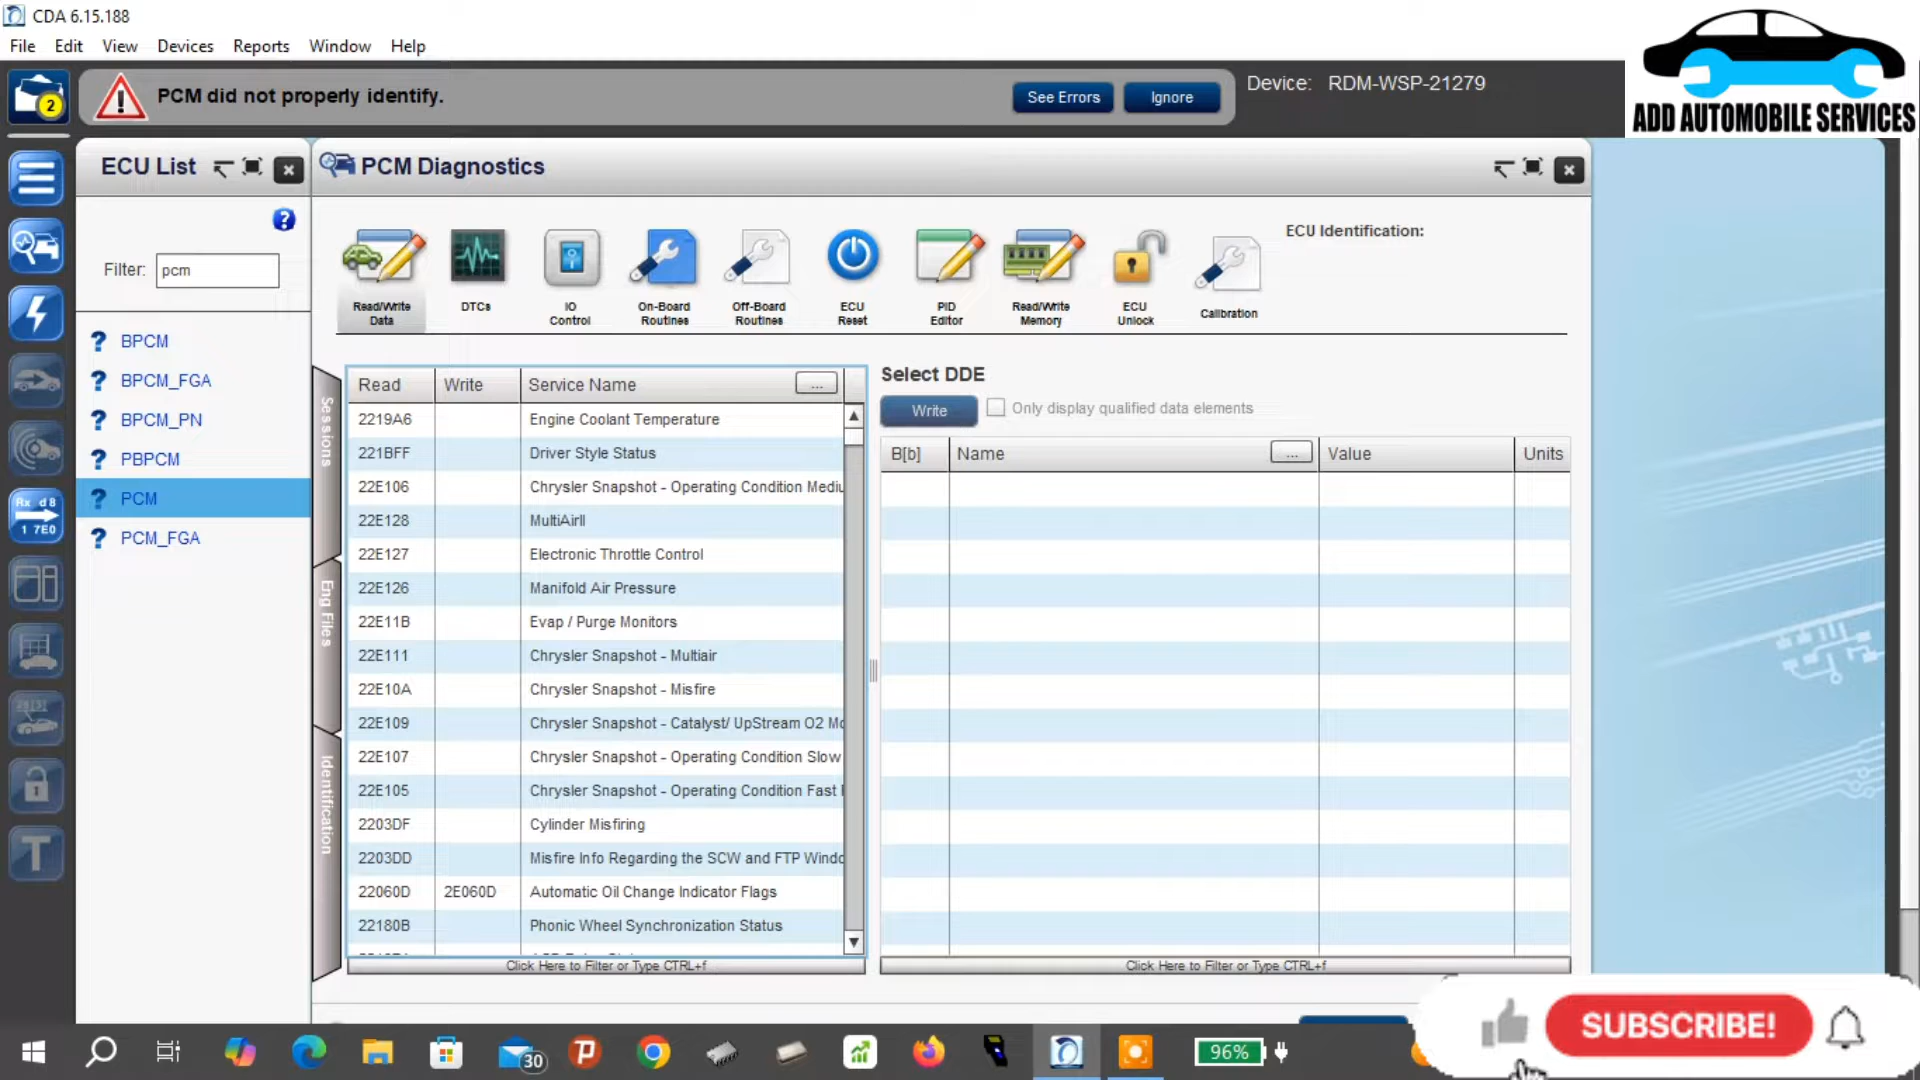 CDA 6.15.188
File Edit View Devices Reports Window Help
2
PCM did not properly identify.
See Errors
Ignore
Device: RDM-WSP-21279
ADD AUTOMOBILE SERVICES
ECU List
Filter: pcm
BPCM
BPCM_FGA
BPCM_PN
PBPCM
PCM
PCM_FGA
Rx d8
1 7E0
T
PCM Diagnostics
Read/Write Data
DTCs
IO Control
On-Board Routines
Off-Board Routines
ECU Reset
PID Editor
Read/Write Memory
ECU Unlock
Calibration
ECU Identification:
Sessions
Eng Files
Identification
Read Write Service Name ...
2219A6 Engine Coolant Temperature
221BFF Driver Style Status
22E106 Chrysler Snapshot - Operating Condition Mediu
22E128 MultiAirII
22E127 Electronic Throttle Control
22E126 Manifold Air Pressure
22E11B Evap / Purge Monitors
22E111 Chrysler Snapshot - Multiair
22E10A Chrysler Snapshot - Misfire
22E109 Chrysler Snapshot - Catalyst/ UpStream O2 Mo
22E107 Chrysler Snapshot - Operating Condition Slow
22E105 Chrysler Snapshot - Operating Condition Fast
2203DF Cylinder Misfiring
2203DD Misfire Info Regarding the SCW and FTP Windo
22060D 2E060D Automatic Oil Change Indicator Flags
22180B Phonic Wheel Synchronization Status
Click Here to Filter or Type CTRL+f
Select DDE
Write
Only display qualified data elements
B[b] Name ... Value Units
Click Here to Filter or Type CTRL+f
SUBSCRIBE!
30
96%